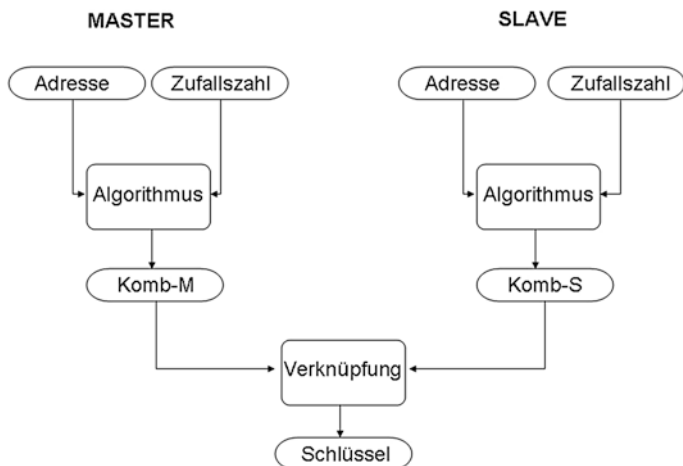 MASTER
SLAVE
Adresse
Zufallszahl
Adresse
Zufallszahl
Algorithmus
Algorithmus
Komb-M
Komb-S
Verknüpfung
Schlüssel